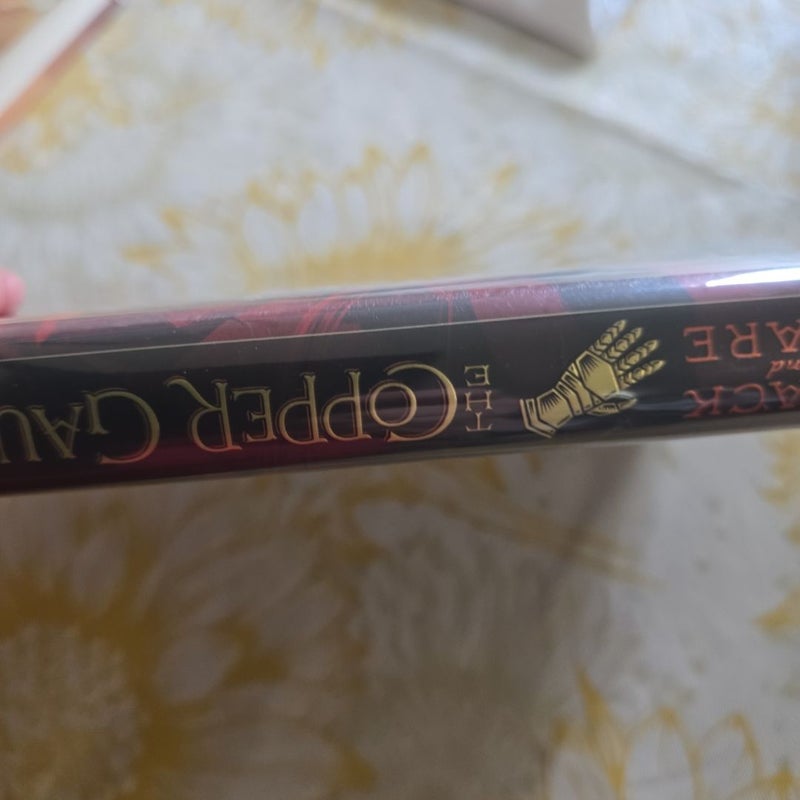 ACK
and
ARE
THE
COPPER GAU